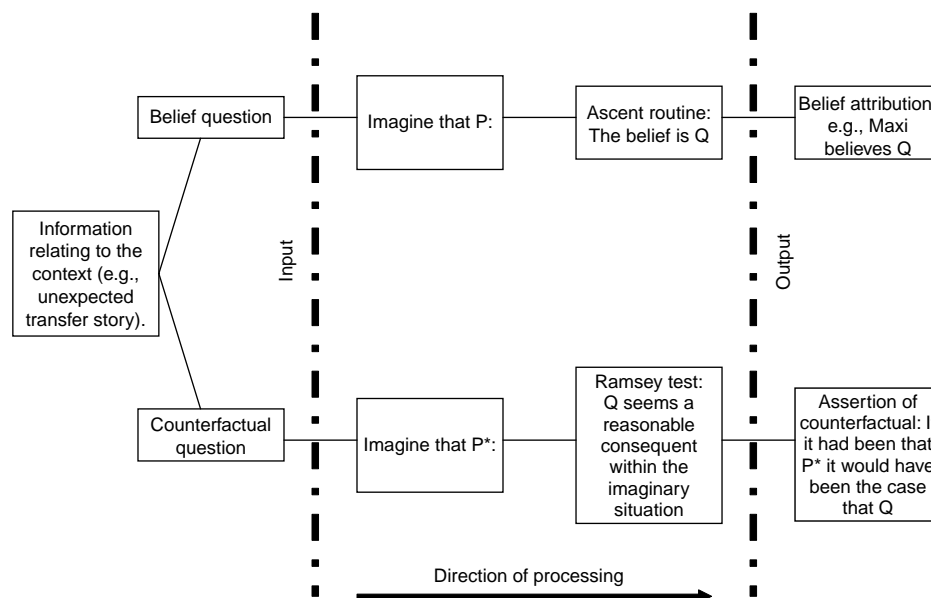 Belief question
Imagine that P:
Ascent routine:
The belief is Q
Belief attribution
e.g., Maxi
believes Q
Information
relating to the
context (e.g.,
unexpected
transfer story).
Input
Output
Counterfactual
question
Imagine that P*:
Ramsey test:
Q seems a
reasonable
consequent
within the
imaginary
situation
Assertion of
counterfactual: I
it had been that
P* it would have
been the case
that Q
Direction of processing